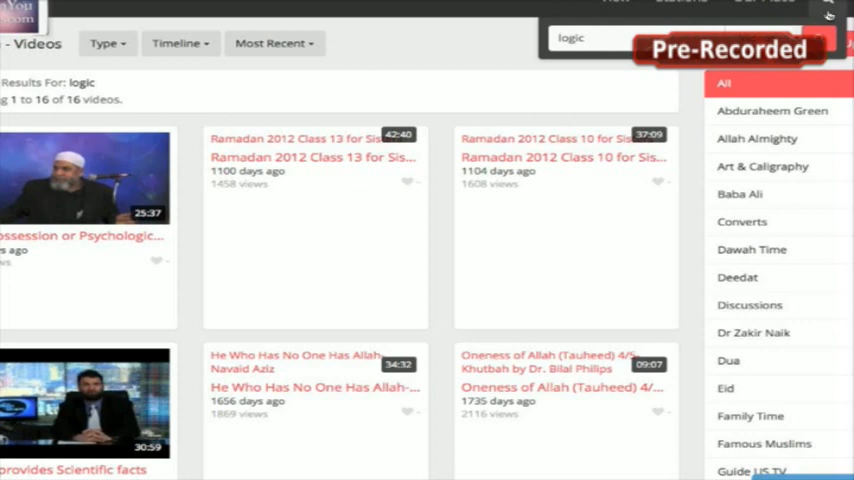 s.com
Stations
logic
Pre-Recorded
- Videos
Type
Timeline
Most Recent
Results For: logic
g 1 to 16 of 16 videos.
25:37
ossession or Psychologic...
s ago
ws
Ramadan 2012 Class 13 for Sis
42:40
Ramadan 2012 Class 13 for Sis...
1100 days ago
1458 views
Ramadan 2012 Class 10 for Sis
37:09
Ramadan 2012 Class 10 for Sis...
1104 days ago
1608 views
30:59
provides Scientific facts
He Who Has No One Has Allah-
Navaid Aziz
34:32
He Who Has No One Has Allah-...
1656 days ago
1869 views
Oneness of Allah (Tauheed) 4/5-
Khutbah by Dr. Bilal Philips
09:07
Oneness of Allah (Tauheed) 4/...
1735 days ago
2116 views
All
Abduraheem Green
Allah Almighty
Art & Caligraphy
Baba Ali
Converts
Dawah Time
Deedat
Discussions
Dr Zakir Naik
Dua
Eid
Family Time
Famous Muslims
Guide US TV